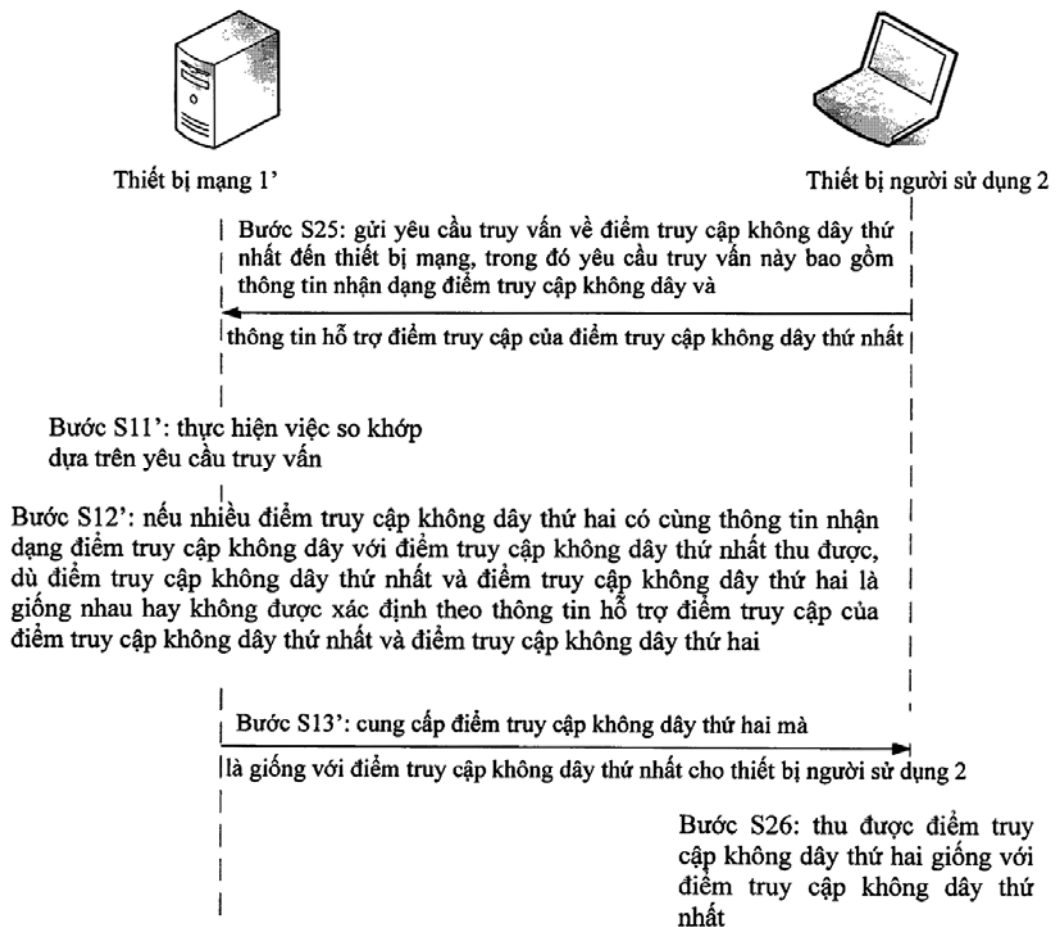 Thiết bị mạng 1’
Thiết bị người sử dụng 2
Bước S25: gửi yêu cầu truy vấn về điểm truy cập không dây thứ
nhất đến thiết bị mạng, trong đó yêu cầu truy vấn này bao gồm
thông tin nhận dạng điểm truy cập không dây và
thông tin hỗ trợ điểm truy cập của điểm truy cập không dây thứ nhất
Bước S11’: thực hiện việc so khớp
dựa trên yêu cầu truy vấn
Bước S12’: nếu nhiều điểm truy cập không dây thứ hai có cùng thông tin nhận
dạng điểm truy cập không dây với điểm truy cập không dây thứ nhất thu được,
dù điểm truy cập không dây thứ nhất và điểm truy cập không dây thứ hai là
giống nhau hay không được xác định theo thông tin hỗ trợ điểm truy cập của
điểm truy cập không dây thứ nhất và điểm truy cập không dây thứ hai
Bước S13’: cung cấp điểm truy cập không dây thứ hai mà
là giống với điểm truy cập không dây thứ nhất cho thiết bị người sử dụng 2
Bước S26: thu được điểm truy
cập không dây thứ hai giống với
điểm truy cập không dây thứ
nhất